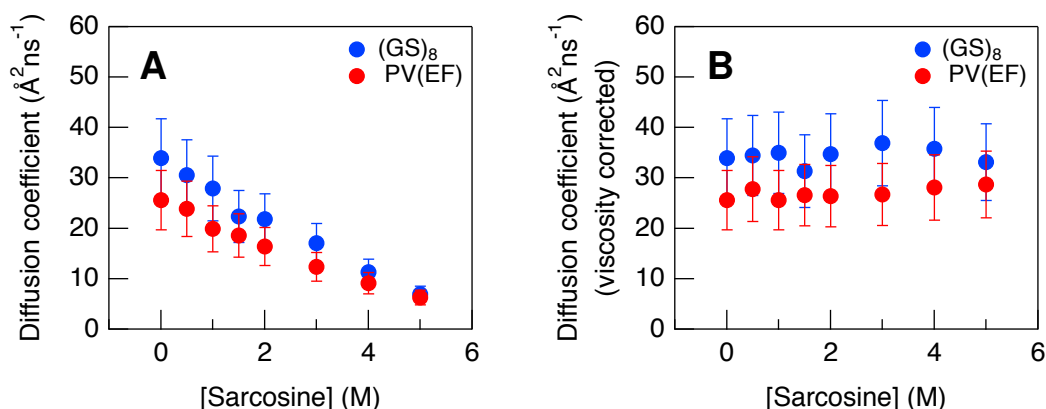 A
(GS)₈
PV(EF)
Diffusion coefficient (Å²ns⁻¹)
60
50
40
30
20
10
0
0
2
4
6
[Sarcosine] (M)
B
(GS)₈
PV(EF)
Diffusion coefficient (Å²ns⁻¹)
(viscosity corrected)
60
50
40
30
20
10
0
0
2
4
6
[Sarcosine] (M)